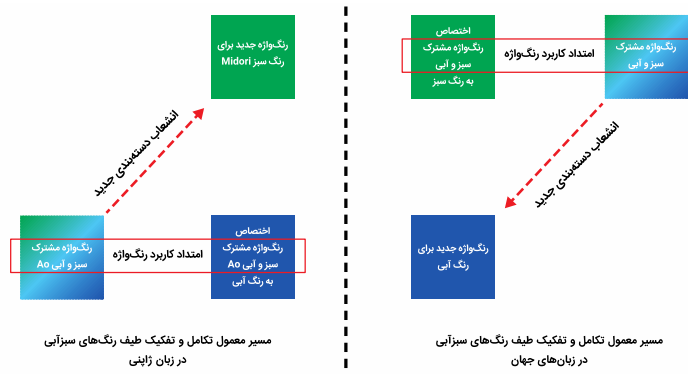 رنگ‌واژه مشترک
سبز و آبی
امتداد کاربرد رنگ‌واژه
اختصاص
رنگ‌واژه مشترک
سبز و آبی
به رنگ سبز
انشعاب دسته‌بندی جدید
رنگ‌واژه جدید برای
رنگ آبی
مسیر معمول تکامل و تفکیک طیف رنگ‌های سبزآبی
در زبان‌های جهان
رنگ‌واژه جدید برای
رنگ سبز Midori
انشعاب دسته‌بندی جدید
اختصاص
رنگ‌واژه مشترک
سبز و آبی Ao
به رنگ آبی
امتداد کاربرد رنگ‌واژه
رنگ‌واژه مشترک
سبز و آبی Ao
مسیر معمول تکامل و تفکیک طیف رنگ‌های سبزآبی
در زبان ژاپنی